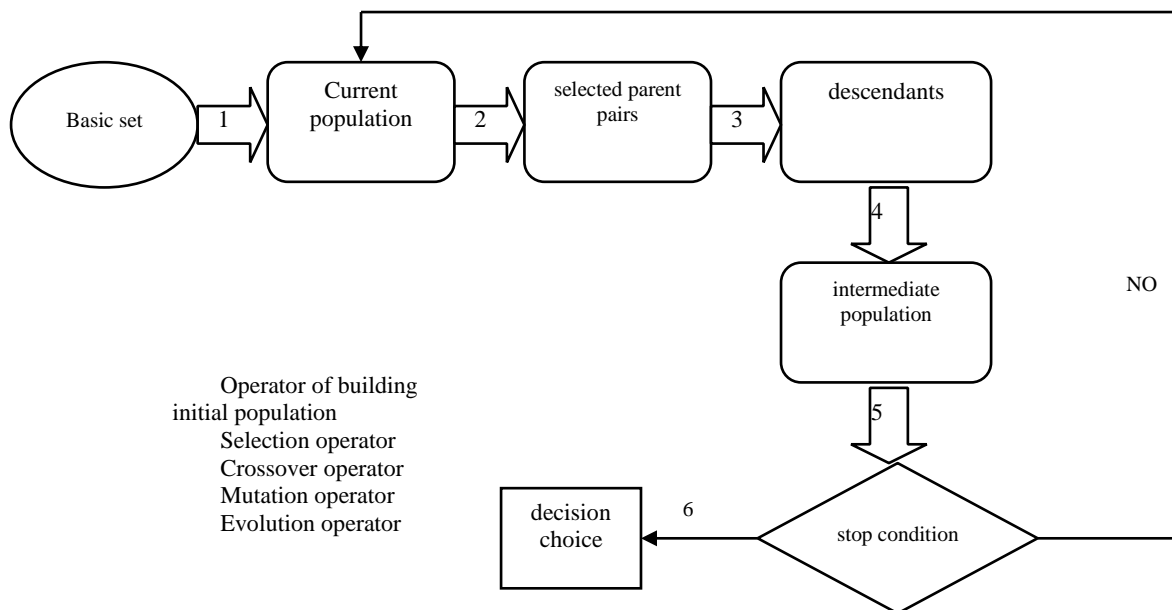 Basic set
1
Current
population
2
selected parent
pairs
3
descendants
4
intermediate
population
NO
5
Operator of building
initial population
Selection operator
Crossover operator
Mutation operator
Evolution operator
decision
choice
6
stop condition